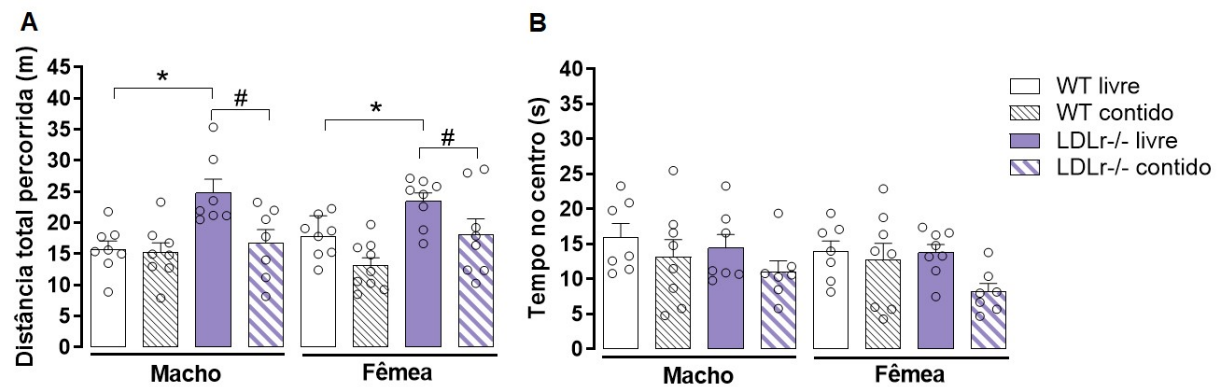 A
Distância total percorrida (m)
45
40
35
30
25
20
15
10
5
0
*
#
*
#
Macho
Fêmea
B
Tempo no centro (s)
40
35
30
25
20
15
10
5
0
Macho
Fêmea
WT livre
WT contido
LDLr-/- livre
LDLr-/- contido